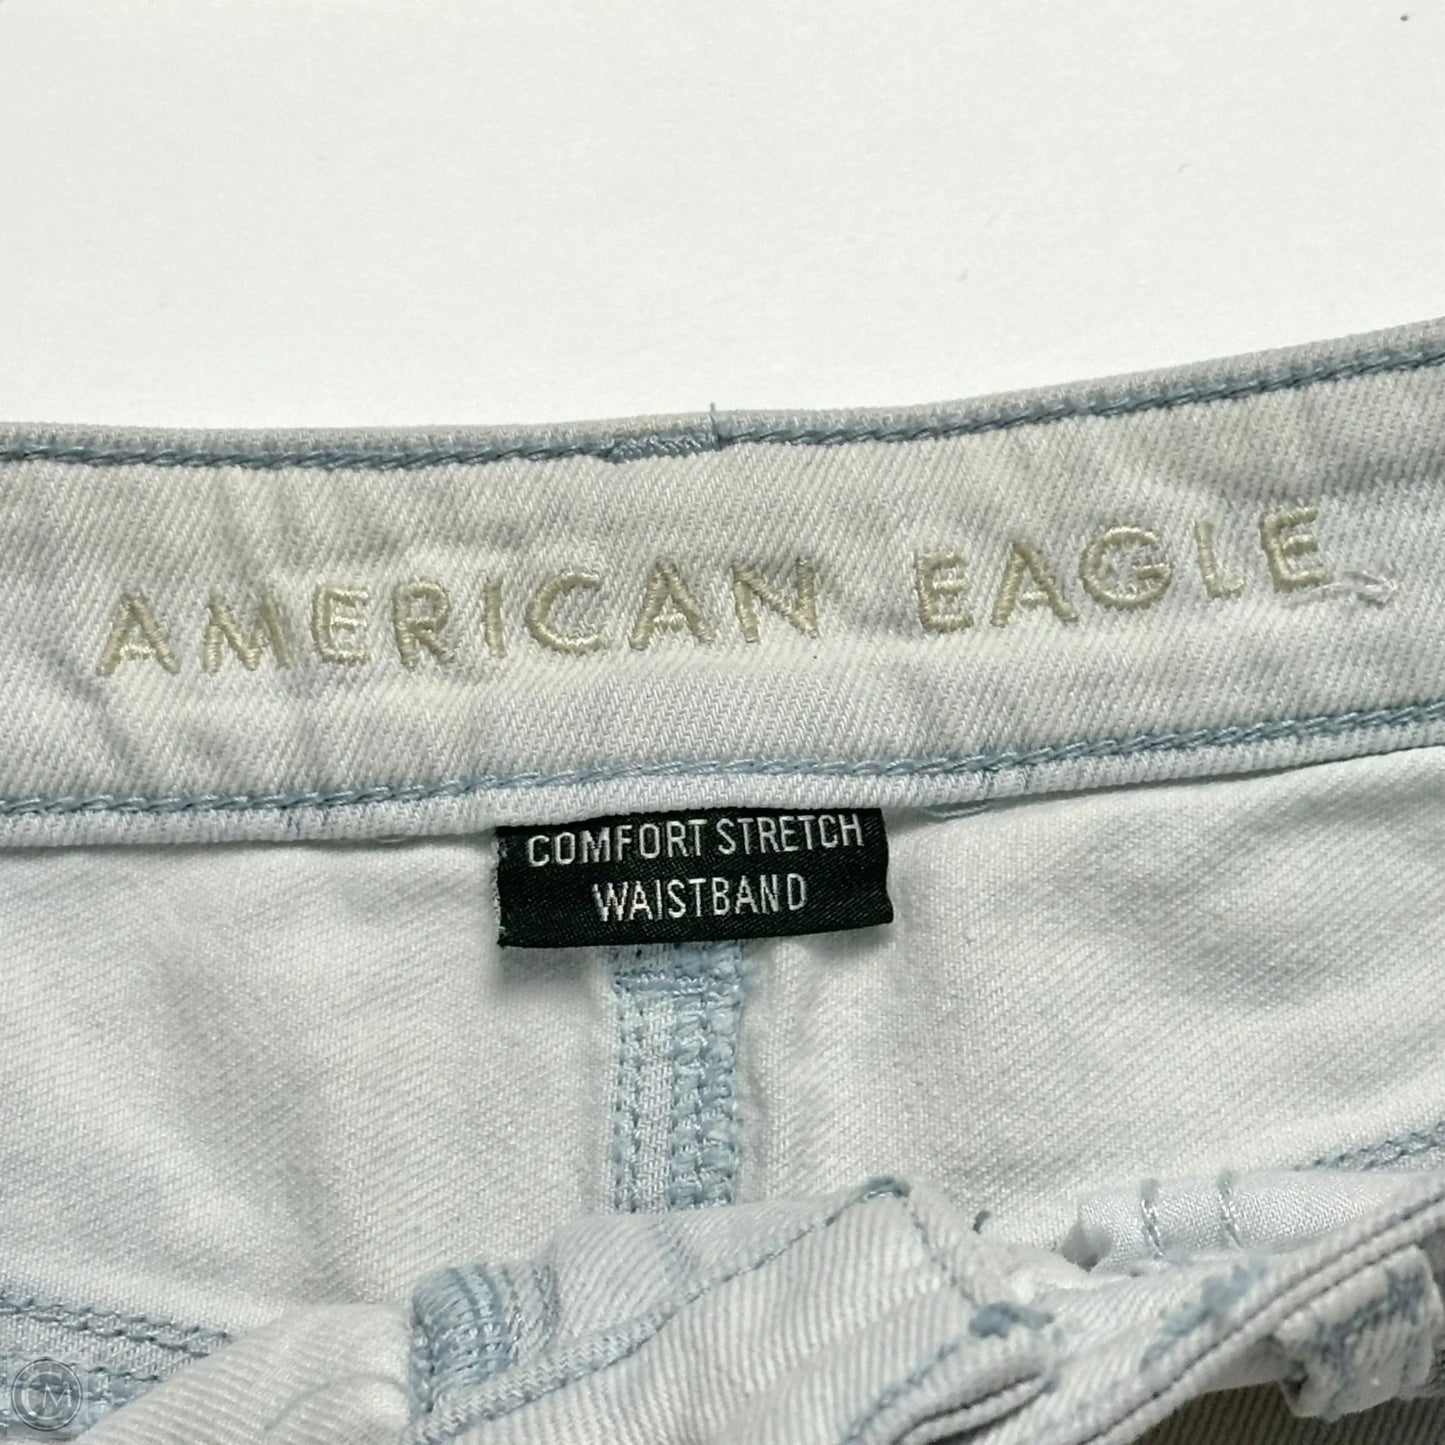 AMERICAN EAGLE
COMFORT STRETCH
WAISTBAND